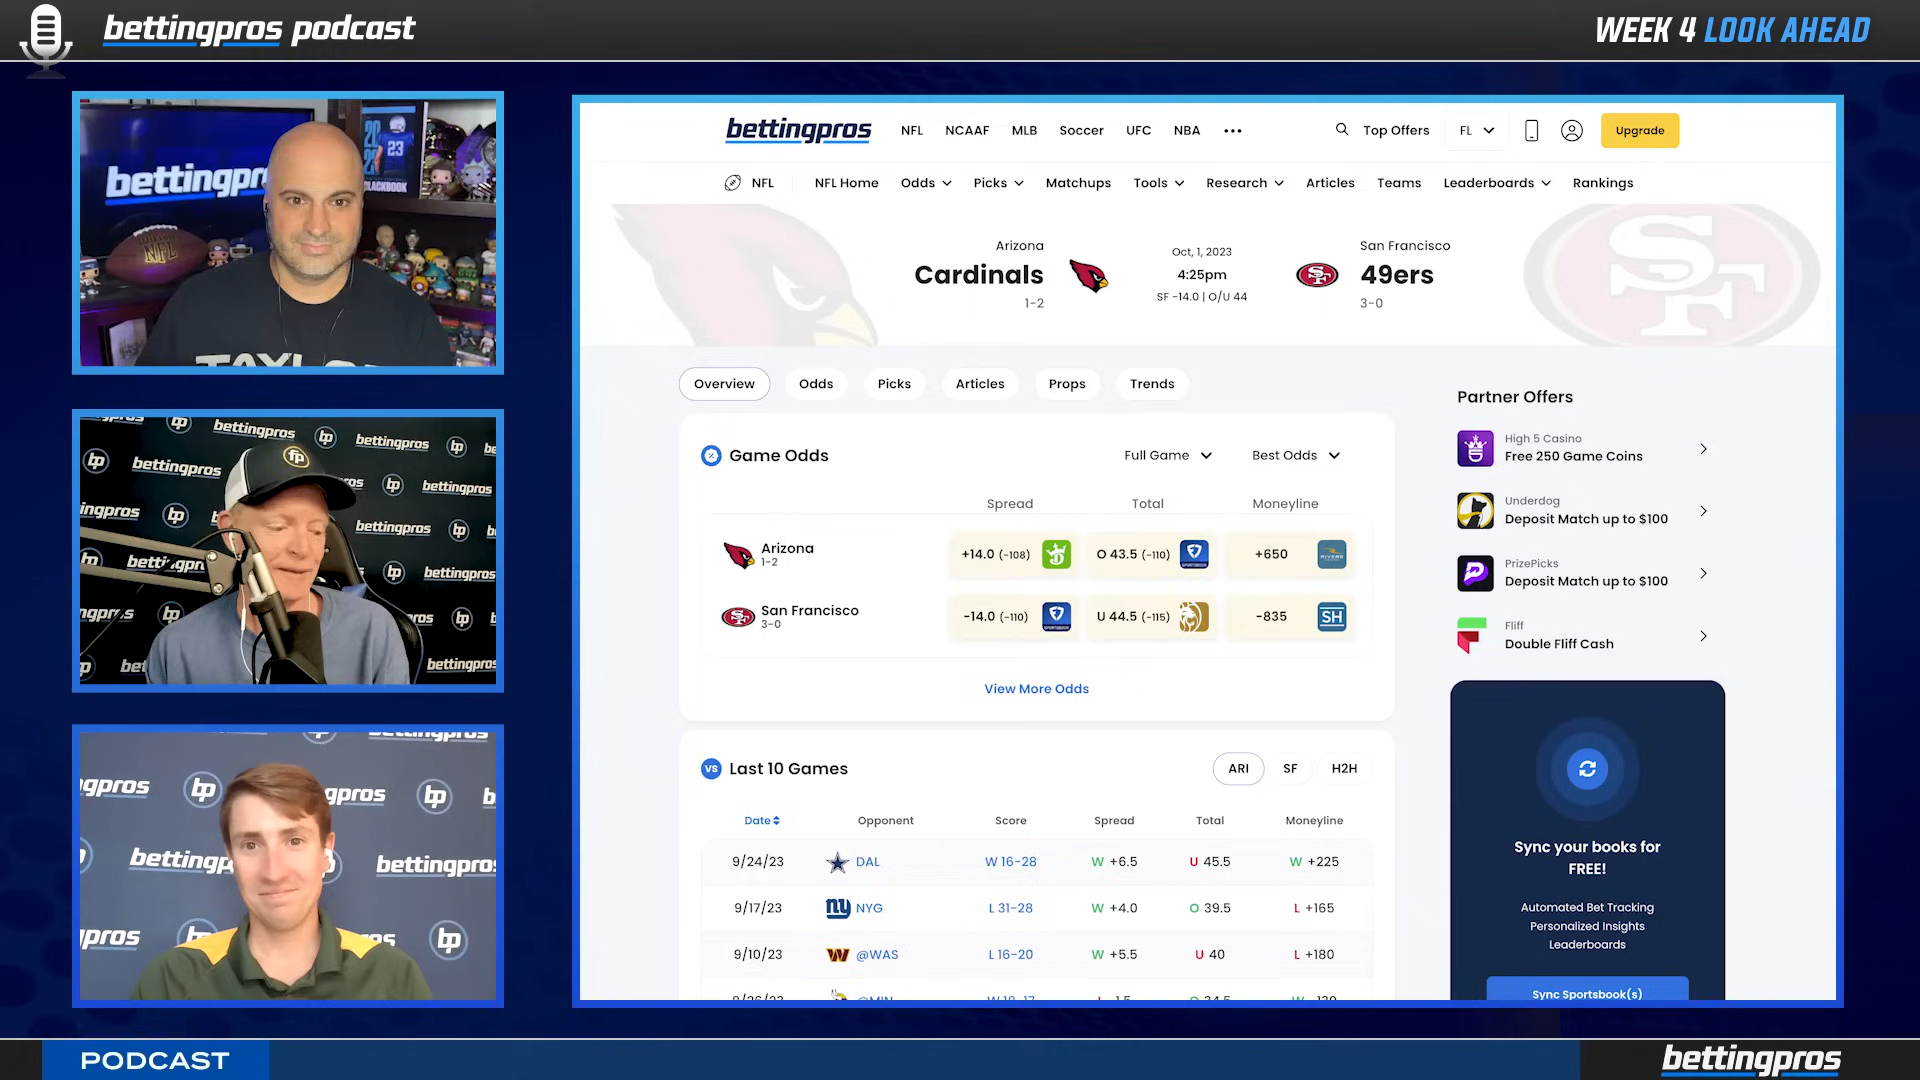 bettingpros podcast
WEEK 4 LOOK AHEAD
bettingpros
NFL NCAAF MLB Soccer UFC NBA
Top Offers FL Upgrade
NFL NFL Home Odds Picks Matchups Tools Research Articles Teams Leaderboards Rankings
Arizona
Cardinals
1-2
Oct, 1, 2023
4:25pm
SF -14.0 | O/U 44
San Francisco
49ers
3-0
Overview Odds Picks Articles Props Trends
Game Odds Full Game Best Odds
Spread Total Moneyline
Arizona
1-2
+14.0 (-108) O 43.5 (-110) +650
San Francisco
3-0
-14.0 (-110) U 44.5 (-115) -835 SH
View More Odds
VS Last 10 Games ARI SF H2H
Date Opponent Score Spread Total Moneyline
9/24/23 DAL W 16-28 W +6.5 U 45.5 W +225
9/17/23 NYG L 31-28 W +4.0 O 39.5 L +165
9/10/23 @WAS L 16-20 W +5.5 U 40 L +180
Partner Offers
High 5 Casino
Free 250 Game Coins
Underdog
Deposit Match up to $100
PrizePicks
Deposit Match up to $100
Fliff
Double Fliff Cash
Sync your books for
FREE!
Automated Bet Tracking
Personalized Insights
Leaderboards
Sync Sportsbook(s)
PODCAST
bettingpros